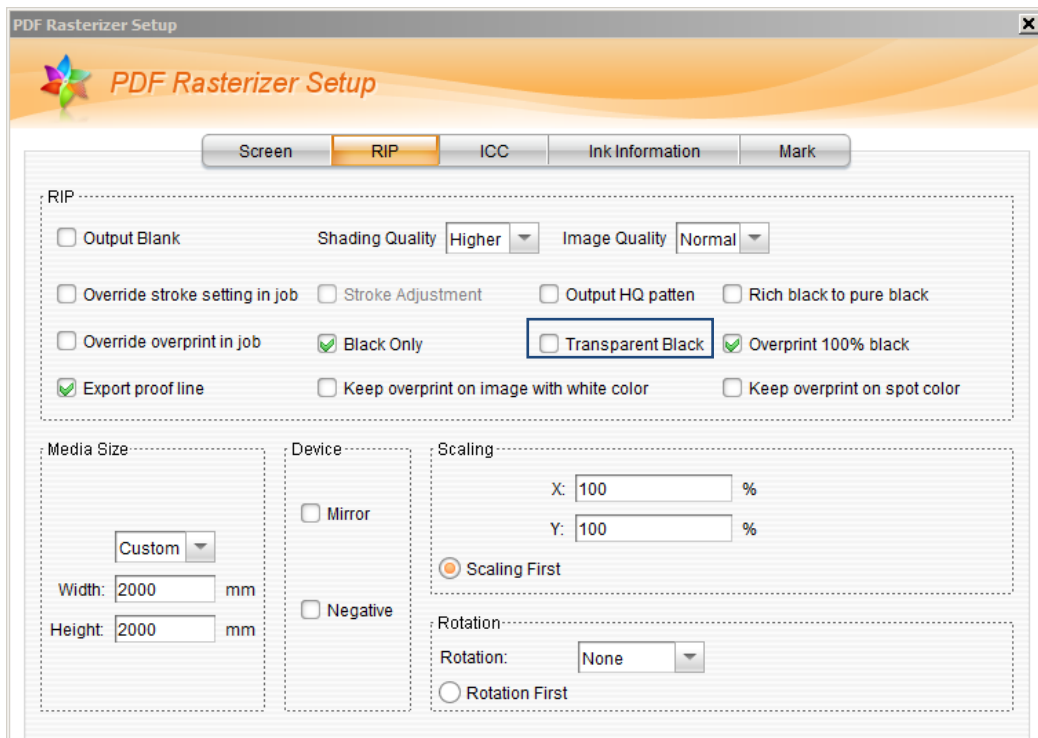 PDF Rasterizer Setup
PDF Rasterizer Setup
Screen RIP ICC Ink Information Mark
RIP
Output Blank Shading Quality Higher Image Quality Normal
Override stroke setting in job Stroke Adjustment Output HQ patten Rich black to pure black
Override overprint in job Black Only Transparent Black Overprint 100% black
Export proof line Keep overprint on image with white color Keep overprint on spot color
Media Size
Custom
Width: 2000 mm
Height: 2000 mm
Device
Mirror
Negative
Scaling
X: 100 %
Y: 100 %
Scaling First
Rotation
Rotation: None
Rotation First